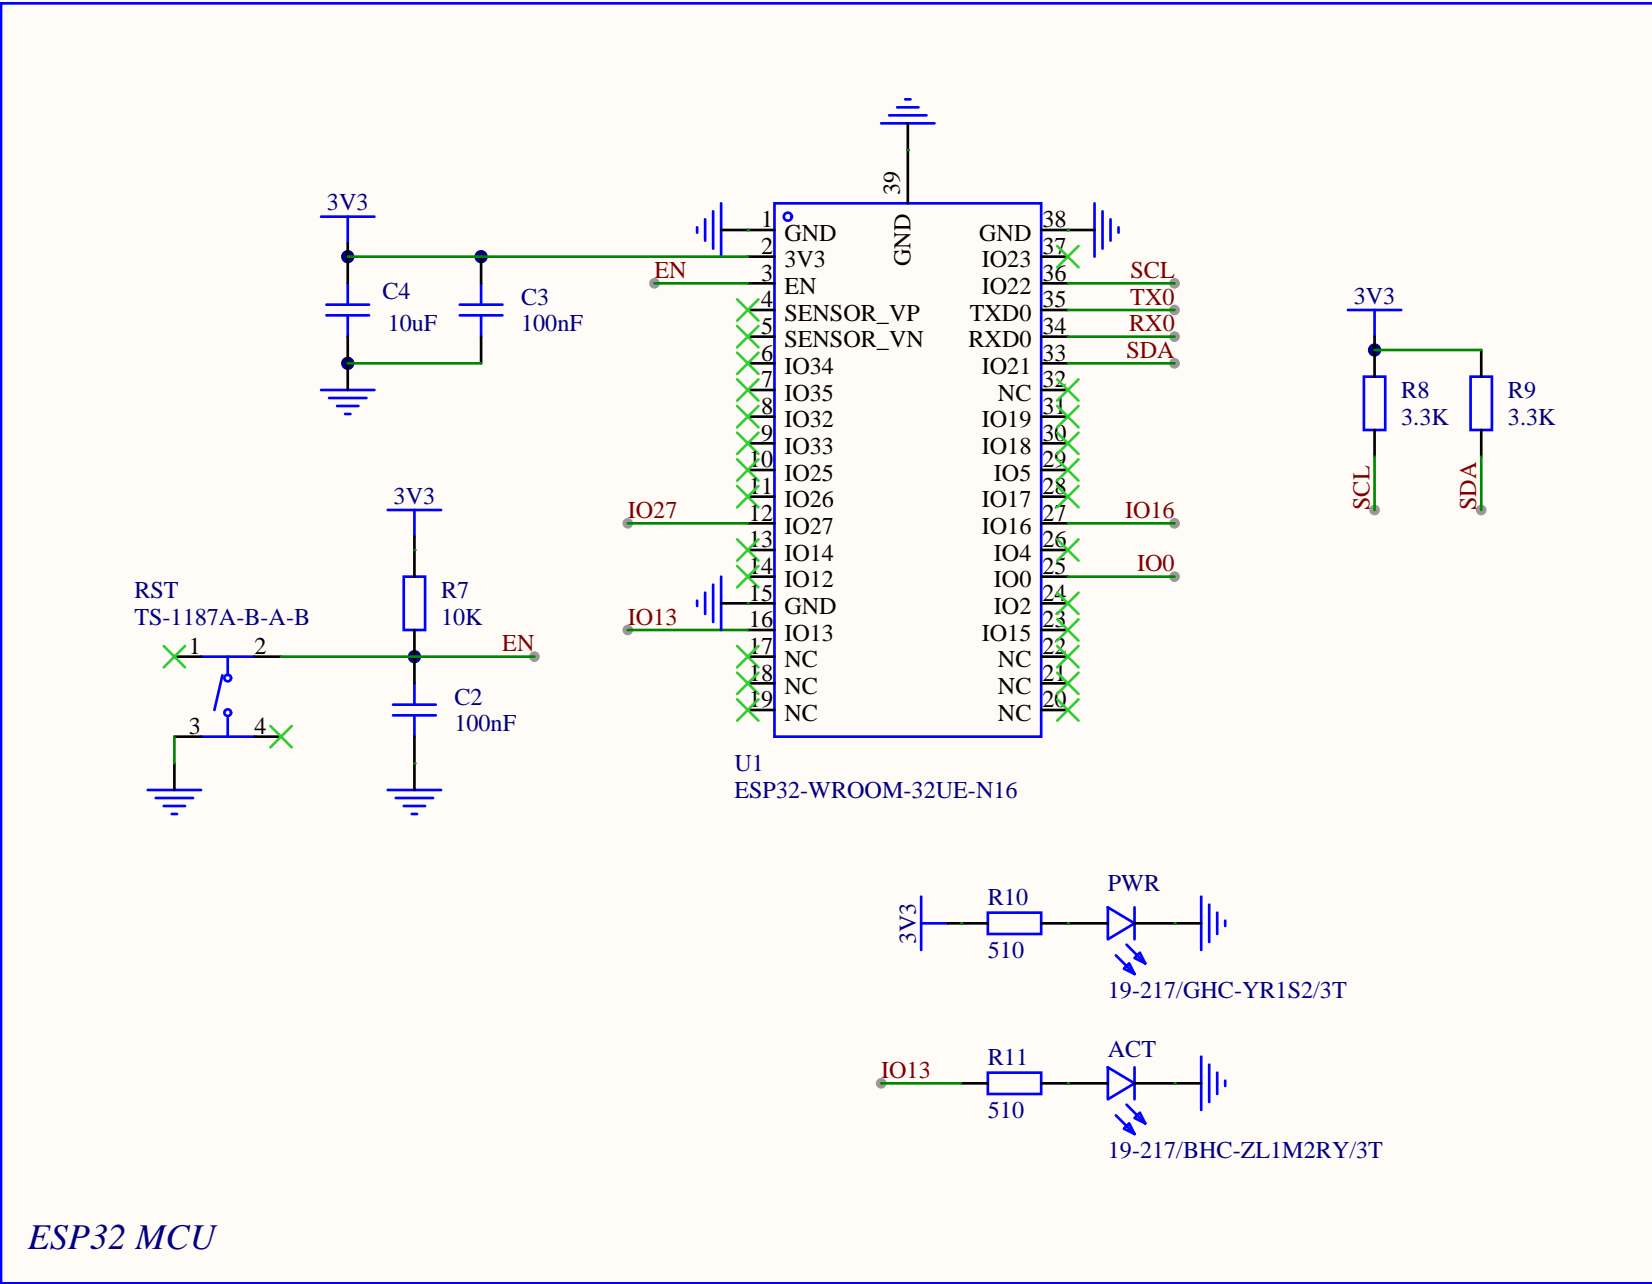 39
GND
3V3
C4
10uF
C3
100nF
EN
1
GND
2
3V3
3
EN
4
SENSOR_VP
5
SENSOR_VN
6
IO34
7
IO35
8
IO32
9
IO33
10
IO25
11
IO26
IO27
12
IO27
13
IO14
14
IO12
15
GND
IO13
16
IO13
17
NC
18
NC
19
NC
38
GND
37
IO23
36
IO22
SCL
35
TXD0
TX0
34
RXD0
RX0
33
IO21
SDA
32
NC
31
IO19
30
IO18
29
IO5
28
IO17
27
IO16
IO16
26
IO4
25
IO0
IO0
24
IO2
23
IO15
22
NC
21
NC
20
NC
U1
ESP32-WROOM-32UE-N16
3V3
R8
3.3K
R9
3.3K
SCL
SDA
3V3
R7
10K
RST
TS-1187A-B-A-B
1
2
EN
3
4
C2
100nF
3V3
R10
510
PWR
19-217/GHC-YR1S2/3T
IO13
R11
510
ACT
19-217/BHC-ZL1M2RY/3T
ESP32 MCU